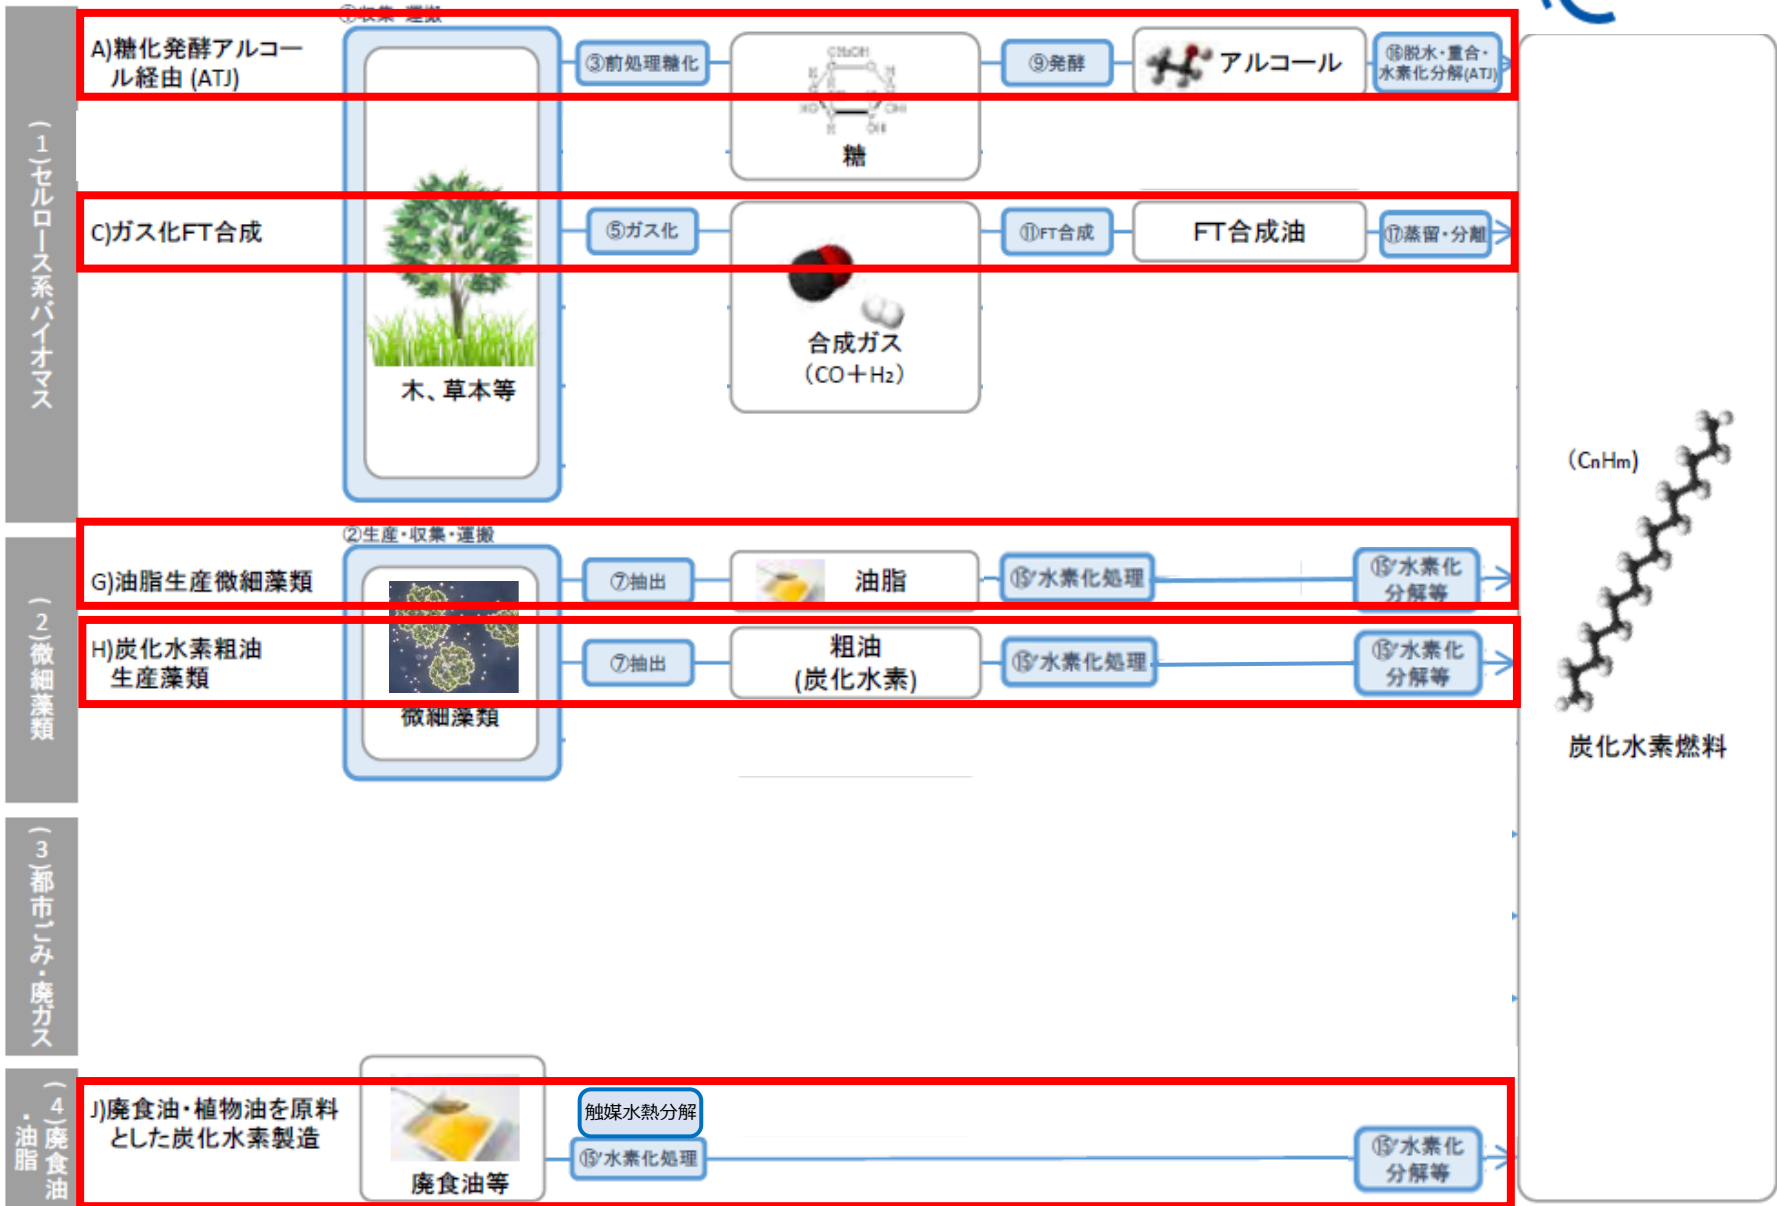 (1)セルロース系バイオマス
①収集・運搬
A)糖化発酵アルコー
ル経由 (ATJ)
③前処理糖化
CH₂OH
糖
⑨発酵
アルコール
⑯脱水・重合・
水素化分解(ATJ)
C)ガス化FT合成
⑤ガス化
⑪FT合成
FT合成油
⑰蒸留・分離
合成ガス
(CO+H₂)
木、草本等
(2)微細藻類
②生産・収集・運搬
G)油脂生産微細藻類
⑦抽出
油脂
⑮'水素化処理
⑮'水素化
分解等
H)炭化水素粗油
生産藻類
⑦抽出
粗油
(炭化水素)
⑮'水素化処理
⑮'水素化
分解等
微細藻類
(3)都市ごみ・廃ガス
(4)廃食油
・油脂
J)廃食油・植物油を原料
とした炭化水素製造
廃食油等
触媒水熱分解
⑮'水素化処理
⑮'水素化
分解等
(CnHm)
炭化水素燃料